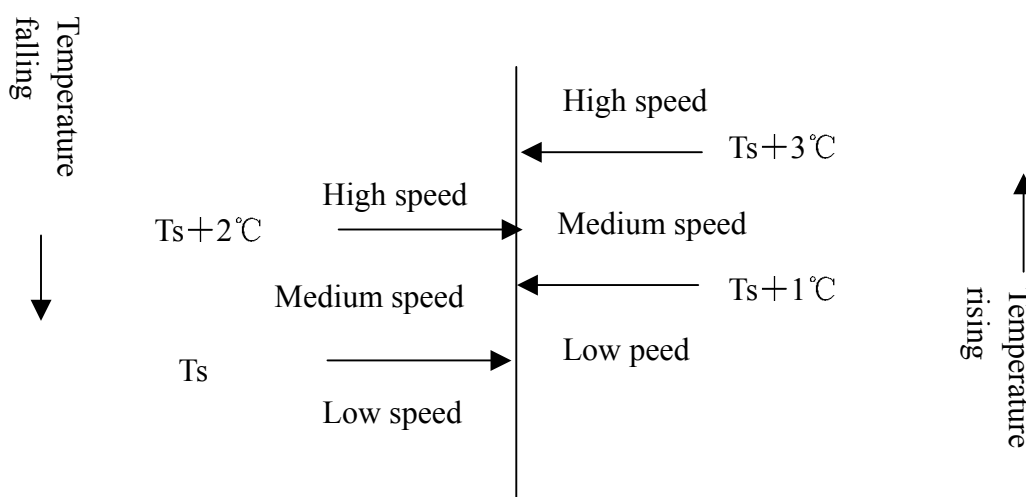 Temperature
falling
High speed
Ts＋3℃
High speed
Ts＋2℃
Medium speed
Medium speed
Ts＋1℃
Low peed
Ts
Low speed
Temperature
rising